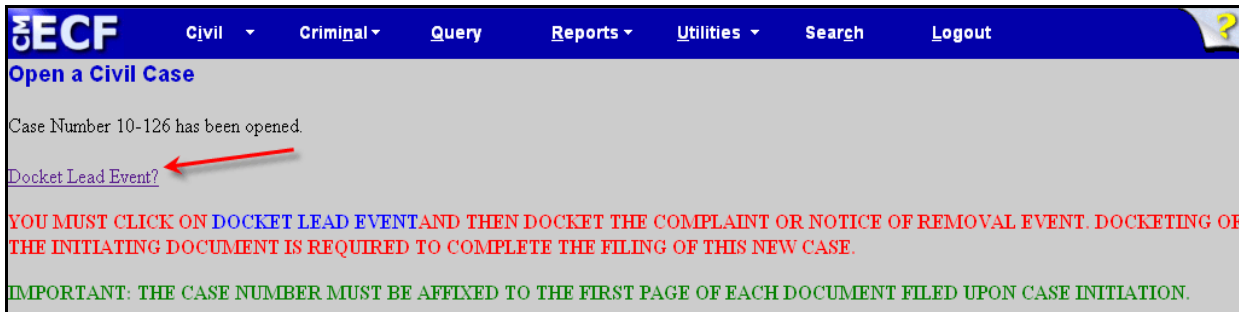 CM ECF Civil Criminal Query Reports Utilities Search Logout ?
Open a Civil Case
Case Number 10-126 has been opened.
Docket Lead Event?
YOU MUST CLICK ON DOCKET LEAD EVENTAND THEN DOCKET THE COMPLAINT OR NOTICE OF REMOVAL EVENT. DOCKETING OF
THE INITIATING DOCUMENT IS REQUIRED TO COMPLETE THE FILING OF THIS NEW CASE.
IMPORTANT: THE CASE NUMBER MUST BE AFFIXED TO THE FIRST PAGE OF EACH DOCUMENT FILED UPON CASE INITIATION.